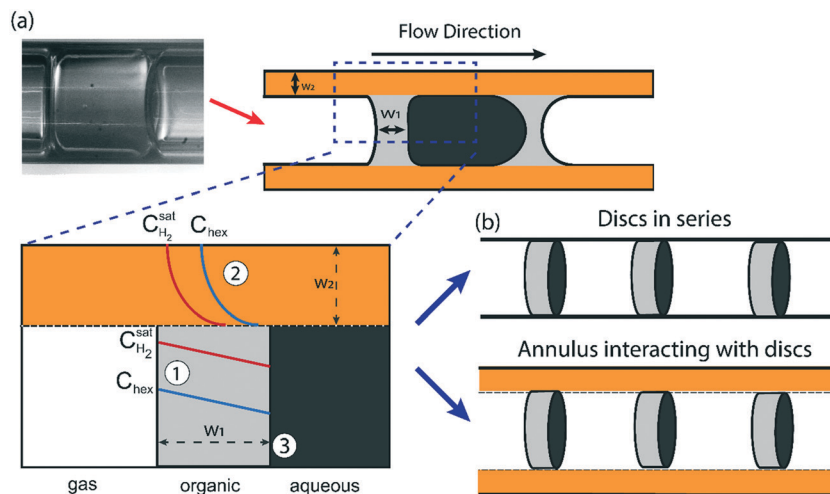 (a)
Flow Direction
w₂
w₁
C_H₂^sat C_hex
②
w₂
C_H₂^sat
①
C_hex
w₁
③
gas organic aqueous
(b)
Discs in series
Annulus interacting with discs